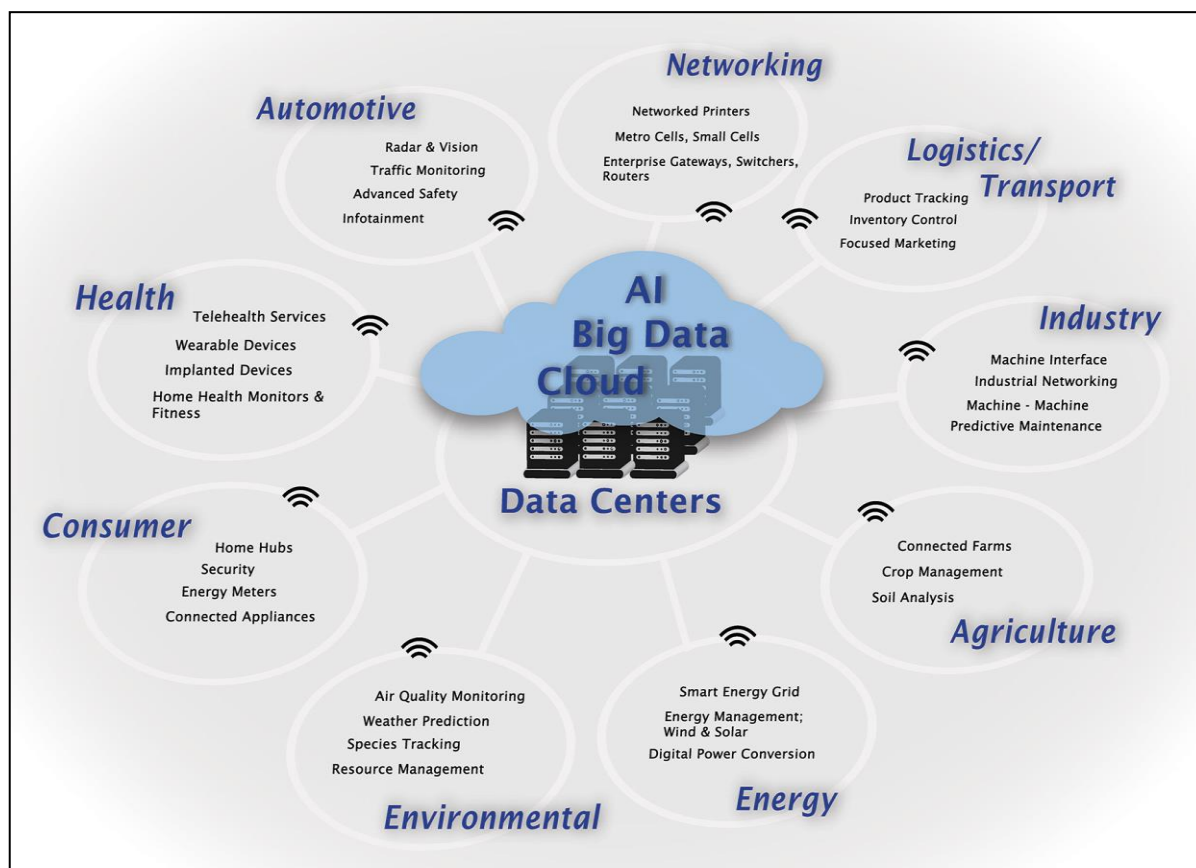 Networking
Networked Printers
Metro Cells, Small Cells
Enterprise Gateways, Switchers,
Routers
Automotive
Radar & Vision
Traffic Monitoring
Advanced Safety
Infotainment
Logistics/
Transport
Product Tracking
Inventory Control
Focused Marketing
Health
Telehealth Services
Wearable Devices
Implanted Devices
Home Health Monitors &
Fitness
AI
Big Data
Cloud
Data Centers
Industry
Machine Interface
Industrial Networking
Machine - Machine
Predictive Maintenance
Consumer
Home Hubs
Security
Energy Meters
Connected Appliances
Connected Farms
Crop Management
Soil Analysis
Agriculture
Air Quality Monitoring
Weather Prediction
Species Tracking
Resource Management
Environmental
Smart Energy Grid
Energy Management;
Wind & Solar
Digital Power Conversion
Energy